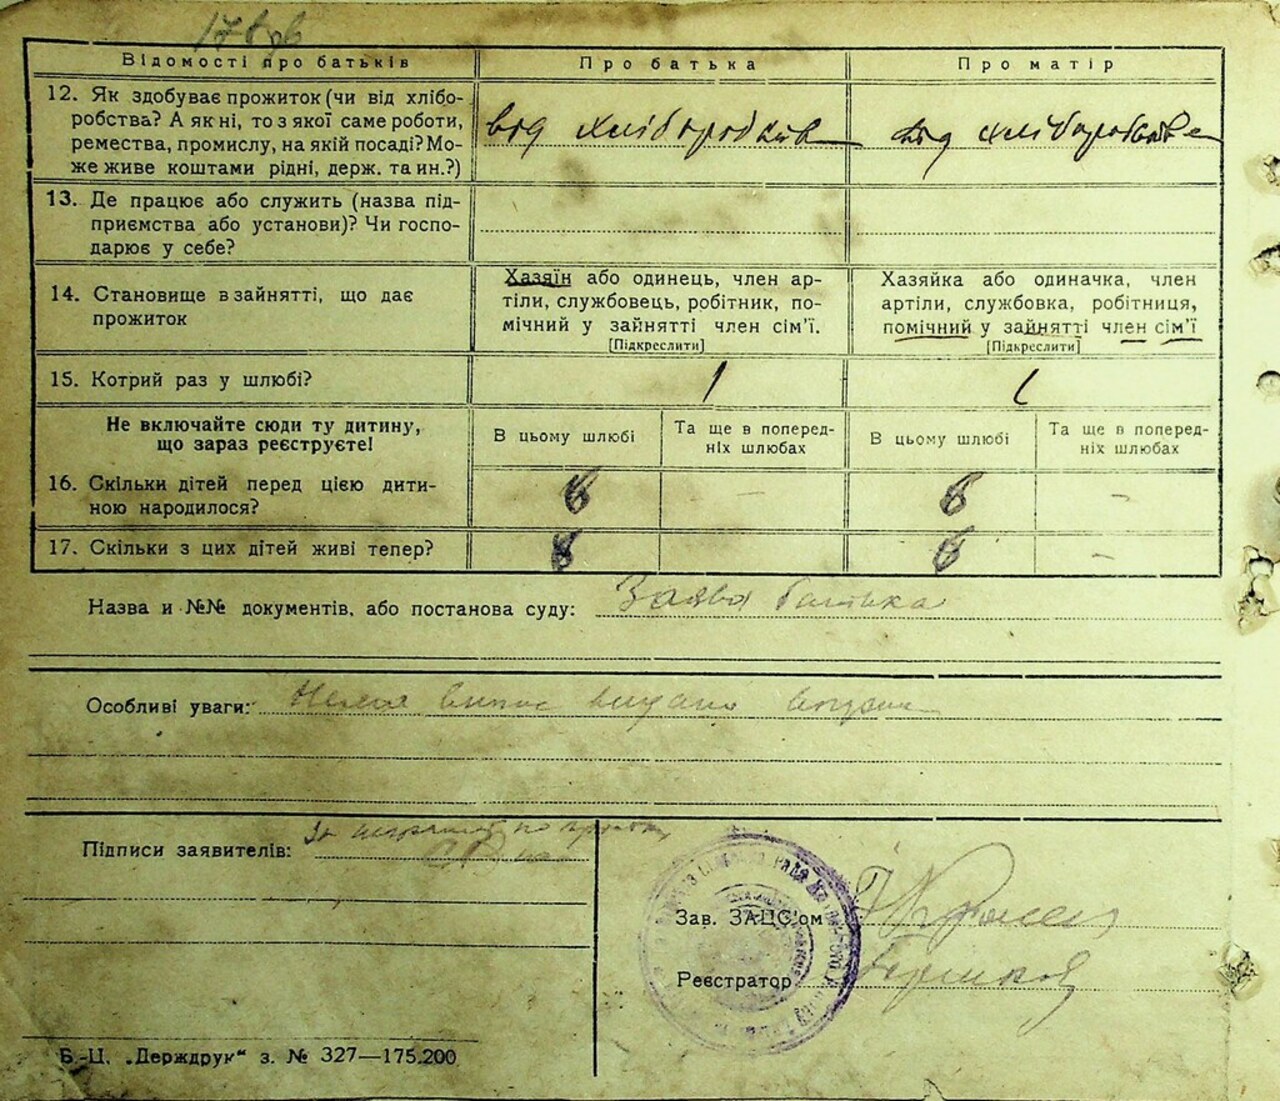 Відомості про батьків
Про батька
Про матір
12. Як здобуває прожиток (чи від хлібо-
робства? А як ні, то з якої саме роботи,
ремества, промислу, на якій посаді? Мо-
же живе коштами рідні, держ. та ин.?)
від хліборобства
від хліборобства
13. Де працює або служить (назва під-
приємства або установи)? Чи госпо-
дарює у себе?
14. Становище в зайнятті, що дає
прожиток
Хазяїн або одинець, член ар-
тіли, службовець, робітник, по-
мічний у зайнятті член сім'ї.
[Підкреслити]
Хазяйка або одиначка, член
артіли, службовка, робітниця,
помічний у зайнятті член сім'ї
[Підкреслити]
15. Котрий раз у шлюбі?
1
1
Не включайте сюди ту дитину,
що зараз реєструєте!
В цьому шлюбі
Та ще в поперед-
ніх шлюбах
В цьому шлюбі
Та ще в поперед-
ніх шлюбах
16. Скільки дітей перед цією дити-
ною народилося?
-
-
17. Скільки з цих дітей живі тепер?
-
Назва и №№ документів, або постанова суду: Заява батька
Особливі уваги:
Підписи заявителів:
Зав. ЗАЦС'ом
Реєстратор
Б.-Ц. „Держдрук" з. № 327—175.200